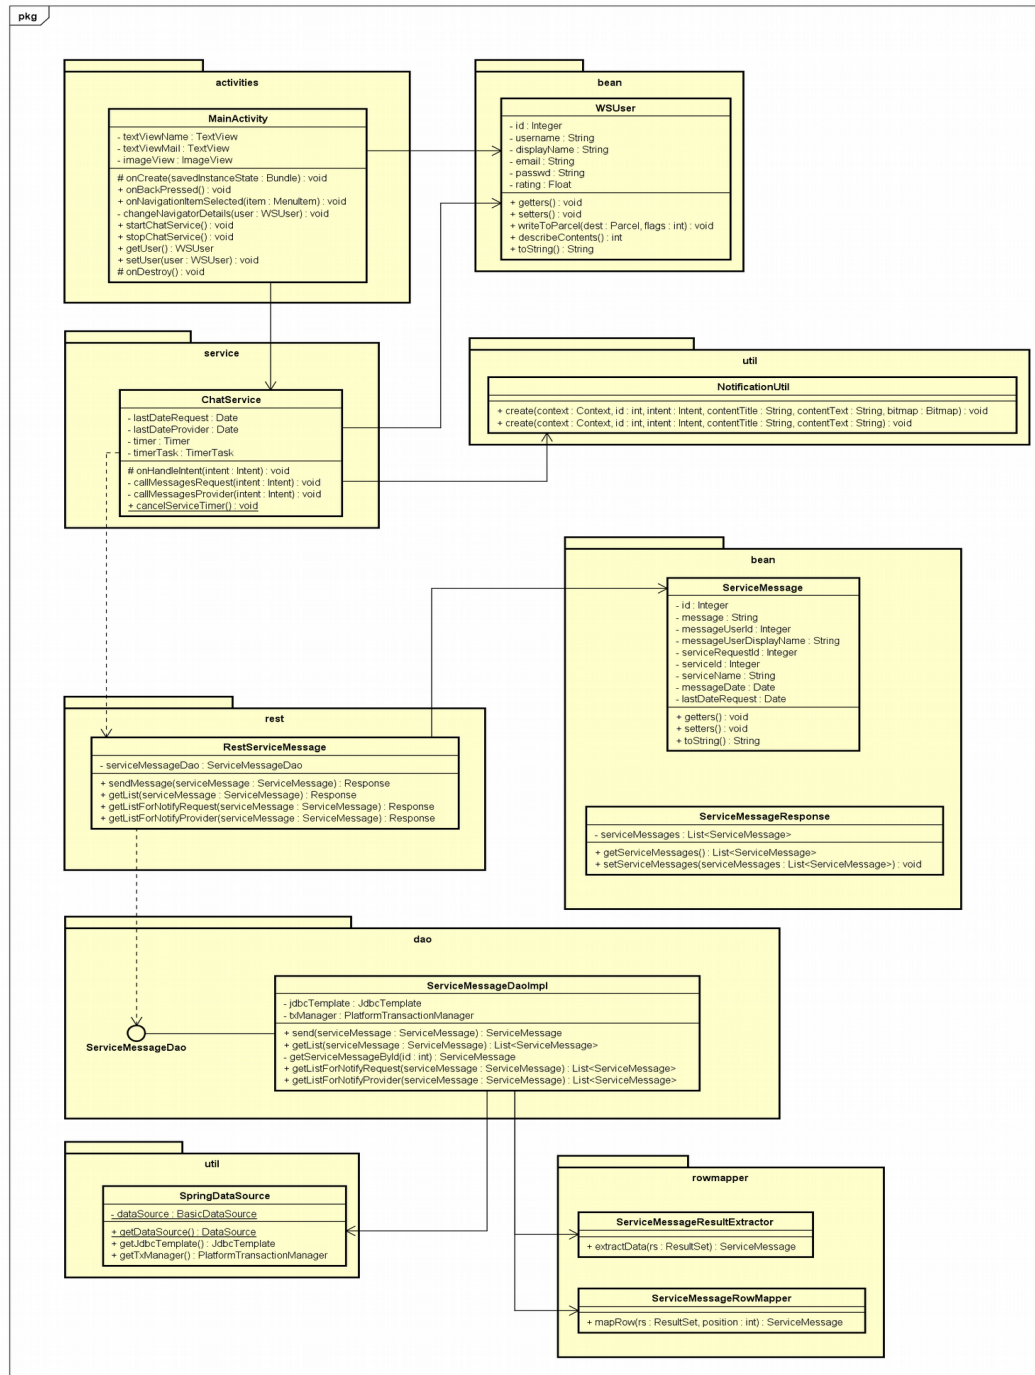 pkg
activities
MainActivity
- textViewName : TextView
- textViewMail : TextView
- imageView : ImageView
# onCreate(savedInstanceState : Bundle) : void
+ onBackPressed() : void
+ onNavigationItemSelected(item : MenuItem) : void
- changeNavigatorDetails(user : WSUser) : void
+ startChatService() : void
+ stopChatService() : void
+ getUser() : WSUser
+ setUser(user : WSUser) : void
# onDestroy() : void
bean
WSUser
- id : Integer
- username : String
- displayName : String
- email : String
- passwd : String
- rating : Float
+ getters() : void
+ setters() : void
+ writeToParcel(dest : Parcel, flags : int) : void
+ describeContents() : int
+ toString() : String
service
ChatService
- lastDateRequest : Date
- lastDateProvider : Date
- timer : Timer
- timerTask : TimerTask
# onHandleIntent(intent : Intent) : void
- callMessagesRequest(intent : Intent) : void
- callMessagesProvider(intent : Intent) : void
+ cancelServiceTimer() : void
util
NotificationUtil
+ create(context : Context, id : int, intent : Intent, contentTitle : String, contentText : String, bitmap : Bitmap) : void
+ create(context : Context, id : int, intent : Intent, contentTitle : String, contentText : String) : void
bean
ServiceMessage
- id : Integer
- message : String
- messageUserId : Integer
- messageUserDisplayName : String
- serviceRequestId : Integer
- serviceId : Integer
- serviceName : String
- messageDate : Date
- lastDateRequest : Date
+ getters() : void
+ setters() : void
+ toString() : String
ServiceMessageResponse
- serviceMessages : List<ServiceMessage>
+ getServiceMessages() : List<ServiceMessage>
+ setServiceMessages(serviceMessages : List<ServiceMessage>) : void
rest
RestServiceMessage
- serviceMessageDao : ServiceMessageDao
+ sendMessage(serviceMessage : ServiceMessage) : Response
+ getList(serviceMessage : ServiceMessage) : Response
+ getListForNotifyRequest(serviceMessage : ServiceMessage) : Response
+ getListForNotifyProvider(serviceMessage : ServiceMessage) : Response
dao
ServiceMessageDao
ServiceMessageDaoImpl
- jdbcTemplate : JdbcTemplate
- txManager : PlatformTransactionManager
+ send(serviceMessage : ServiceMessage) : ServiceMessage
+ getList(serviceMessage : ServiceMessage) : List<ServiceMessage>
- getServiceMessageById(id : int) : ServiceMessage
+ getListForNotifyRequest(serviceMessage : ServiceMessage) : List<ServiceMessage>
+ getListForNotifyProvider(serviceMessage : ServiceMessage) : List<ServiceMessage>
util
SpringDataSource
- dataSource : BasicDataSource
+ getDataSource() : DataSource
+ getJdbcTemplate() : JdbcTemplate
+ getTxManager() : PlatformTransactionManager
rowmapper
ServiceMessageResultExtractor
+ extractData(rs : ResultSet) : ServiceMessage
ServiceMessageRowMapper
+ mapRow(rs : ResultSet, position : int) : ServiceMessage